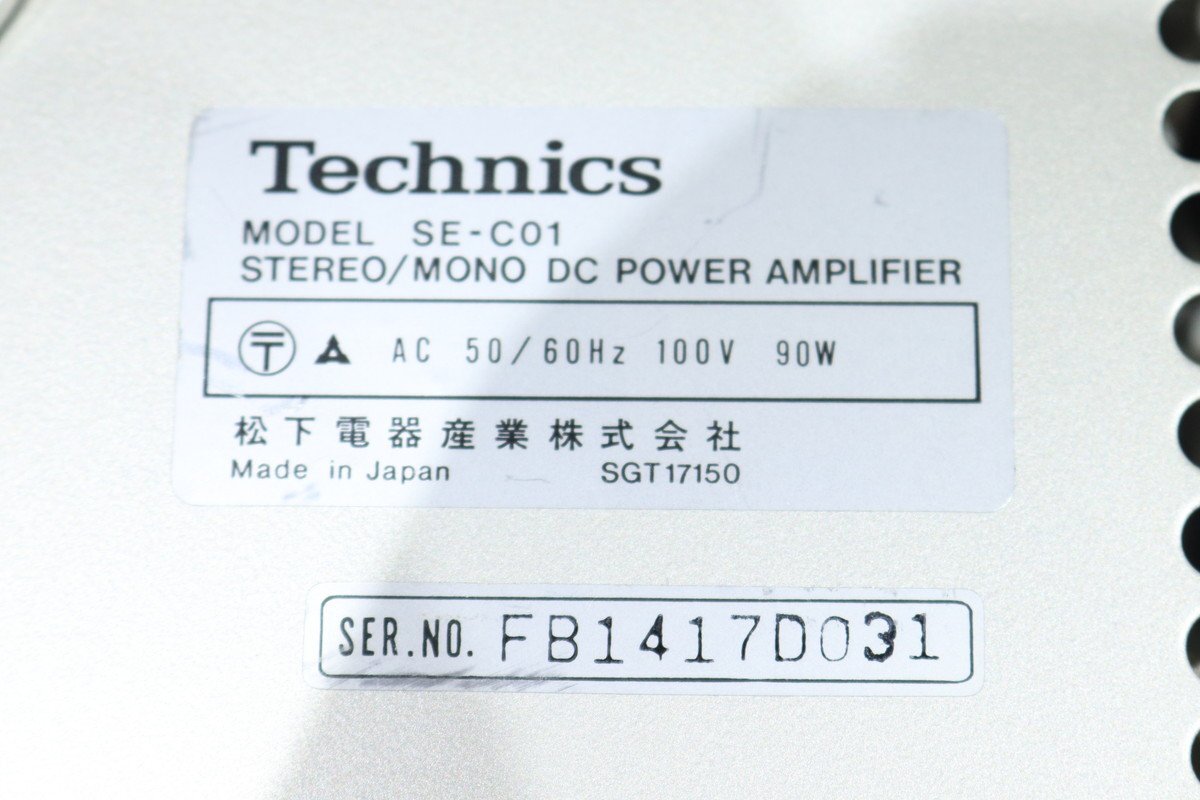 Technics
MODEL SE-C01
STEREO/MONO DC POWER AMPLIFIER
〒 AC 50/60Hz 100V 90W
松下電器産業株式会社
Made in Japan SGT17150
SER.NO. FB1417D031